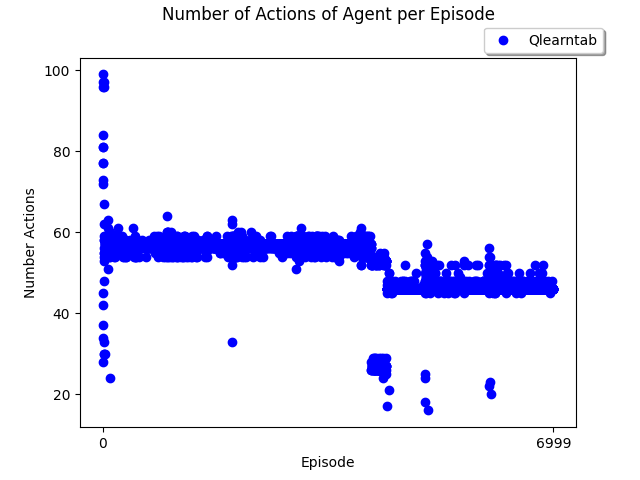 Number of Actions of Agent per Episode
Qlearntab
100
80
60
40
20
Number Actions
0
6999
Episode